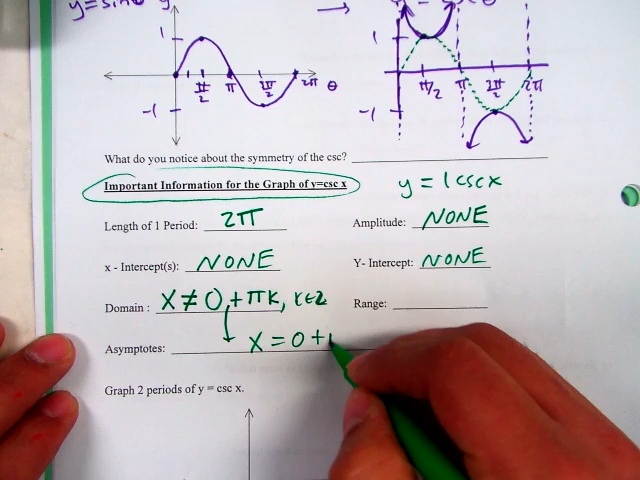 y=sinθ y
1 1
π/2 π 3π/2 2π θ π/2 π 3π/2 2π
-1 -1
What do you notice about the symmetry of the csc?
Important Information for the Graph of y=csc x y = 1 csc x
Length of 1 Period: 2π Amplitude: NONE
x - Intercept(s): NONE Y- Intercept: NONE
Domain : X ≠ 0 + πK, K∈Z Range:
Asymptotes: X = 0 +
Graph 2 periods of y = csc x.